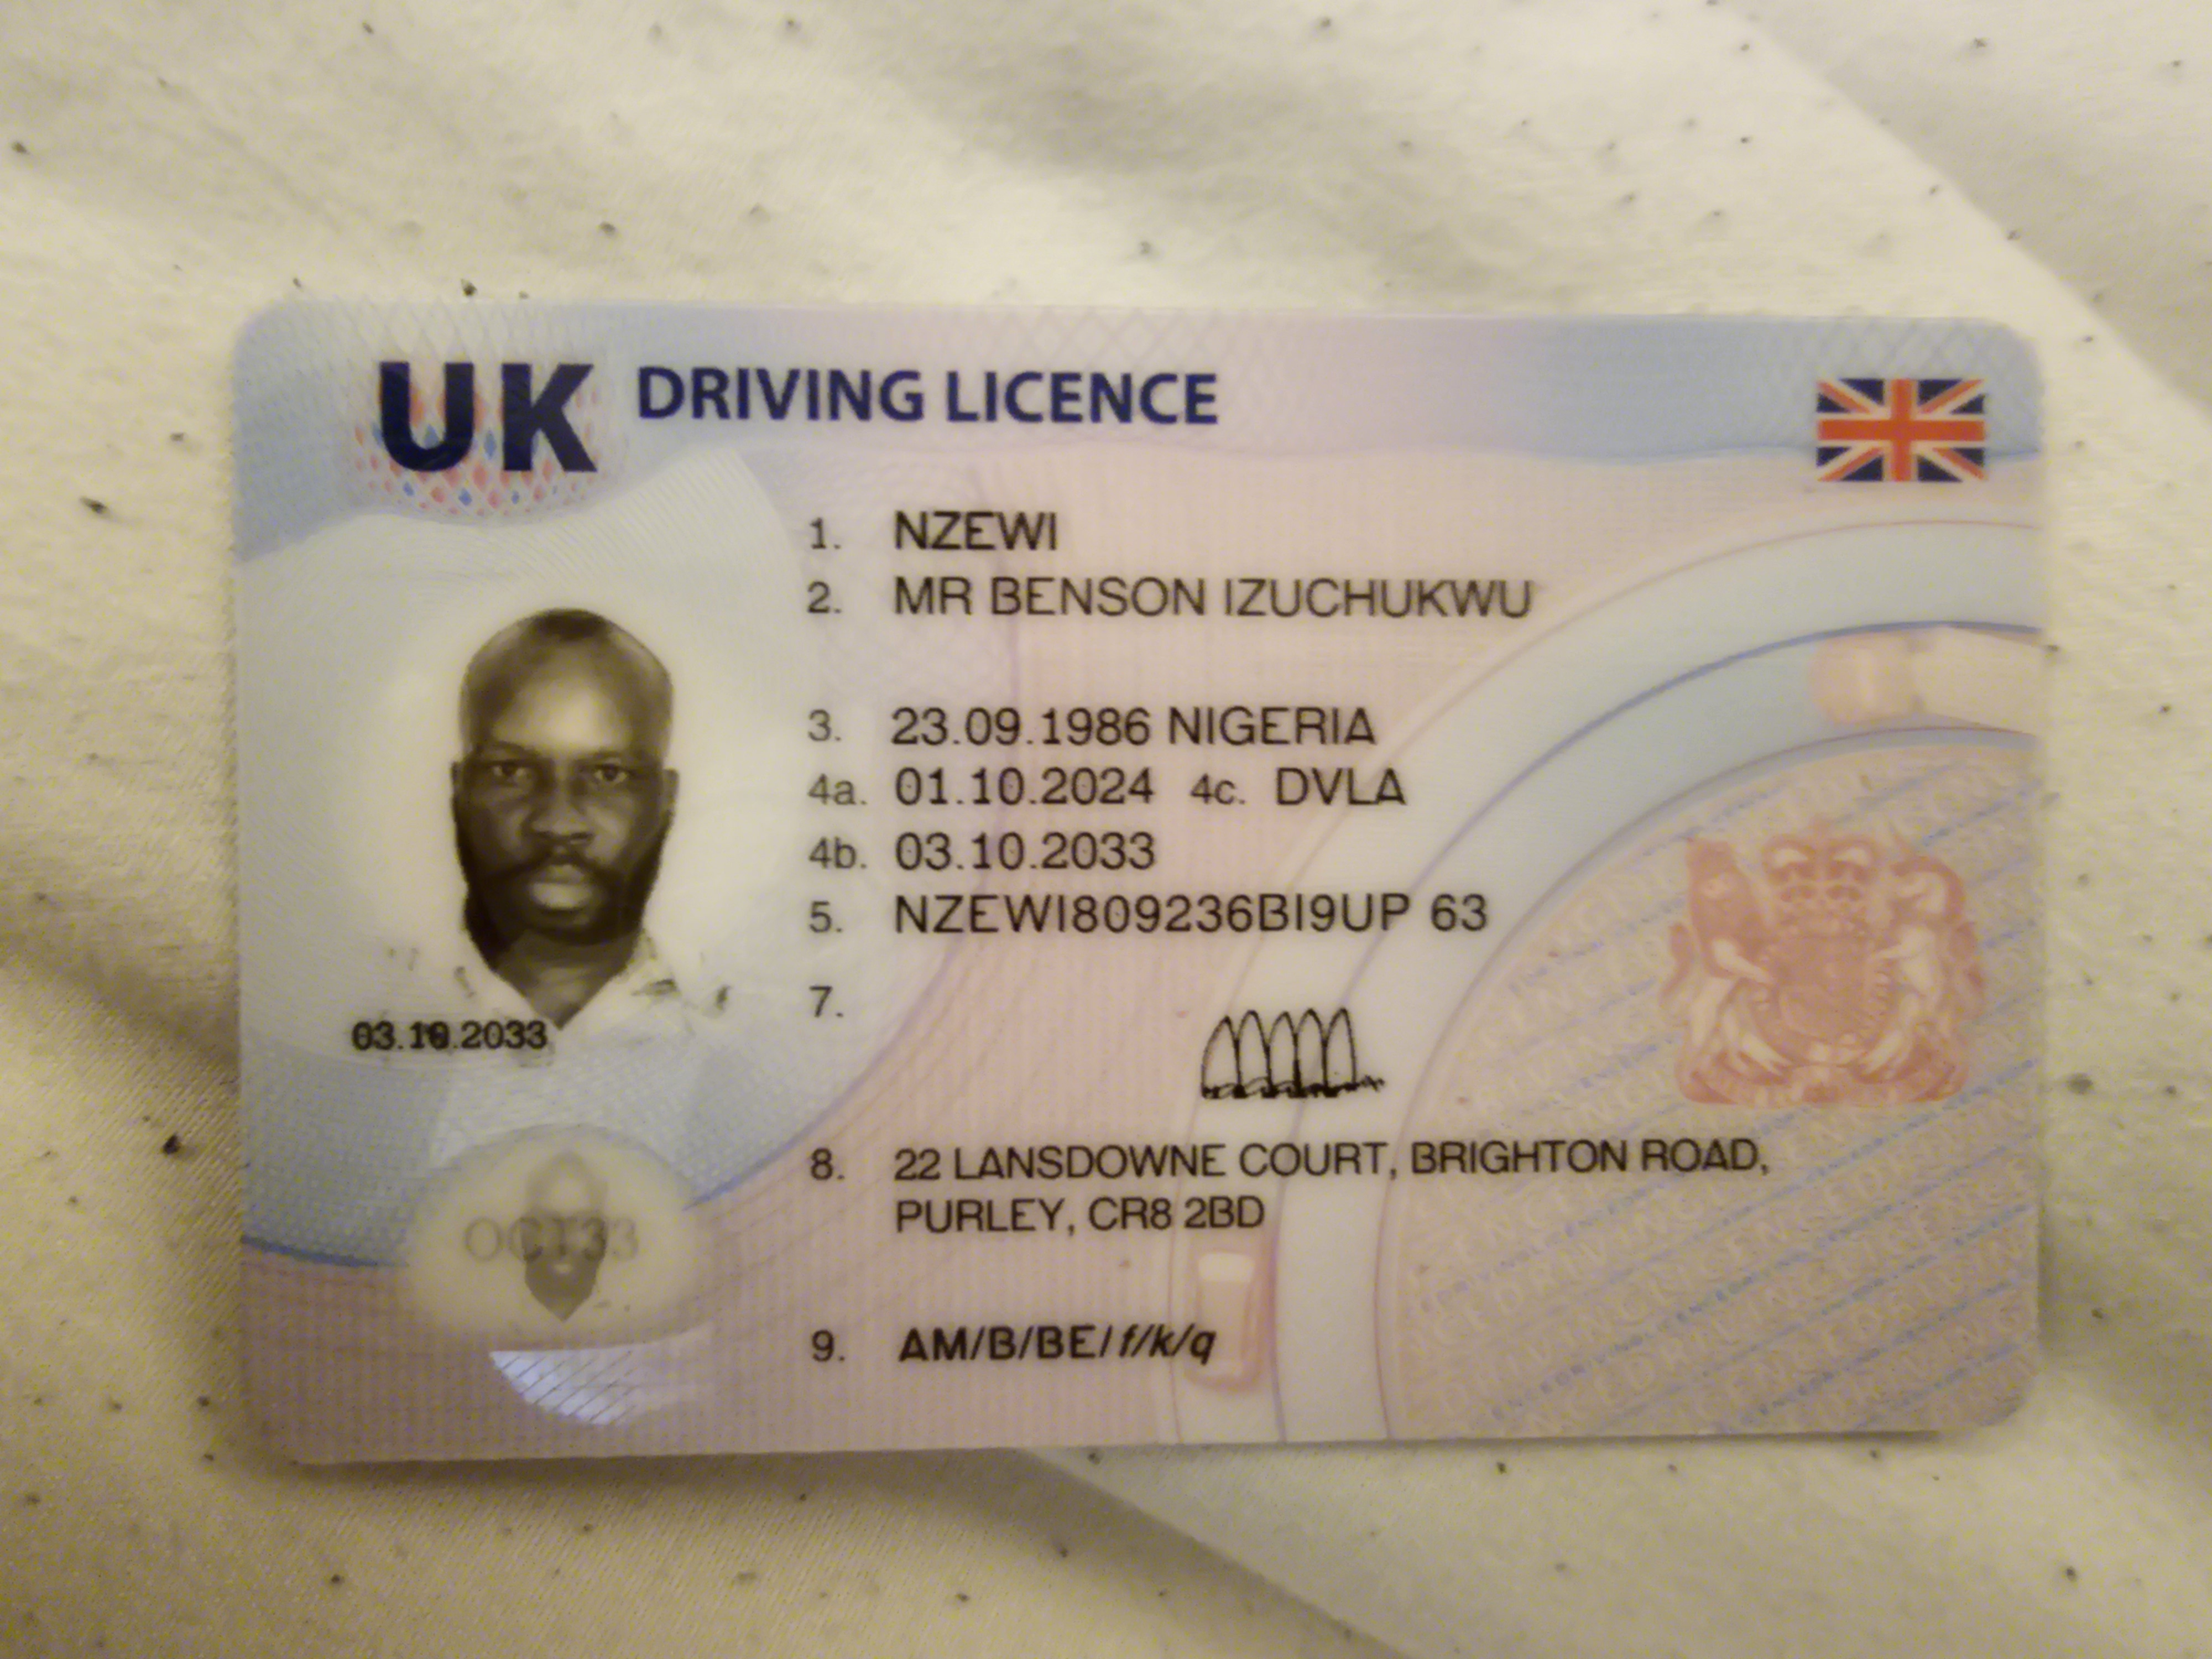 UK DRIVING LICENCE
1. NZEWI
2. MR BENSON IZUCHUKWU
3. 23.09.1986 NIGERIA
4a. 01.10.2024 4c. DVLA
4b. 03.10.2033
5. NZEWI809236BI9UP 63
7.
8. 22 LANSDOWNE COURT, BRIGHTON ROAD,
PURLEY, CR8 2BD
9. AM/B/BE/f/k/q
03.10.2033
OCT33